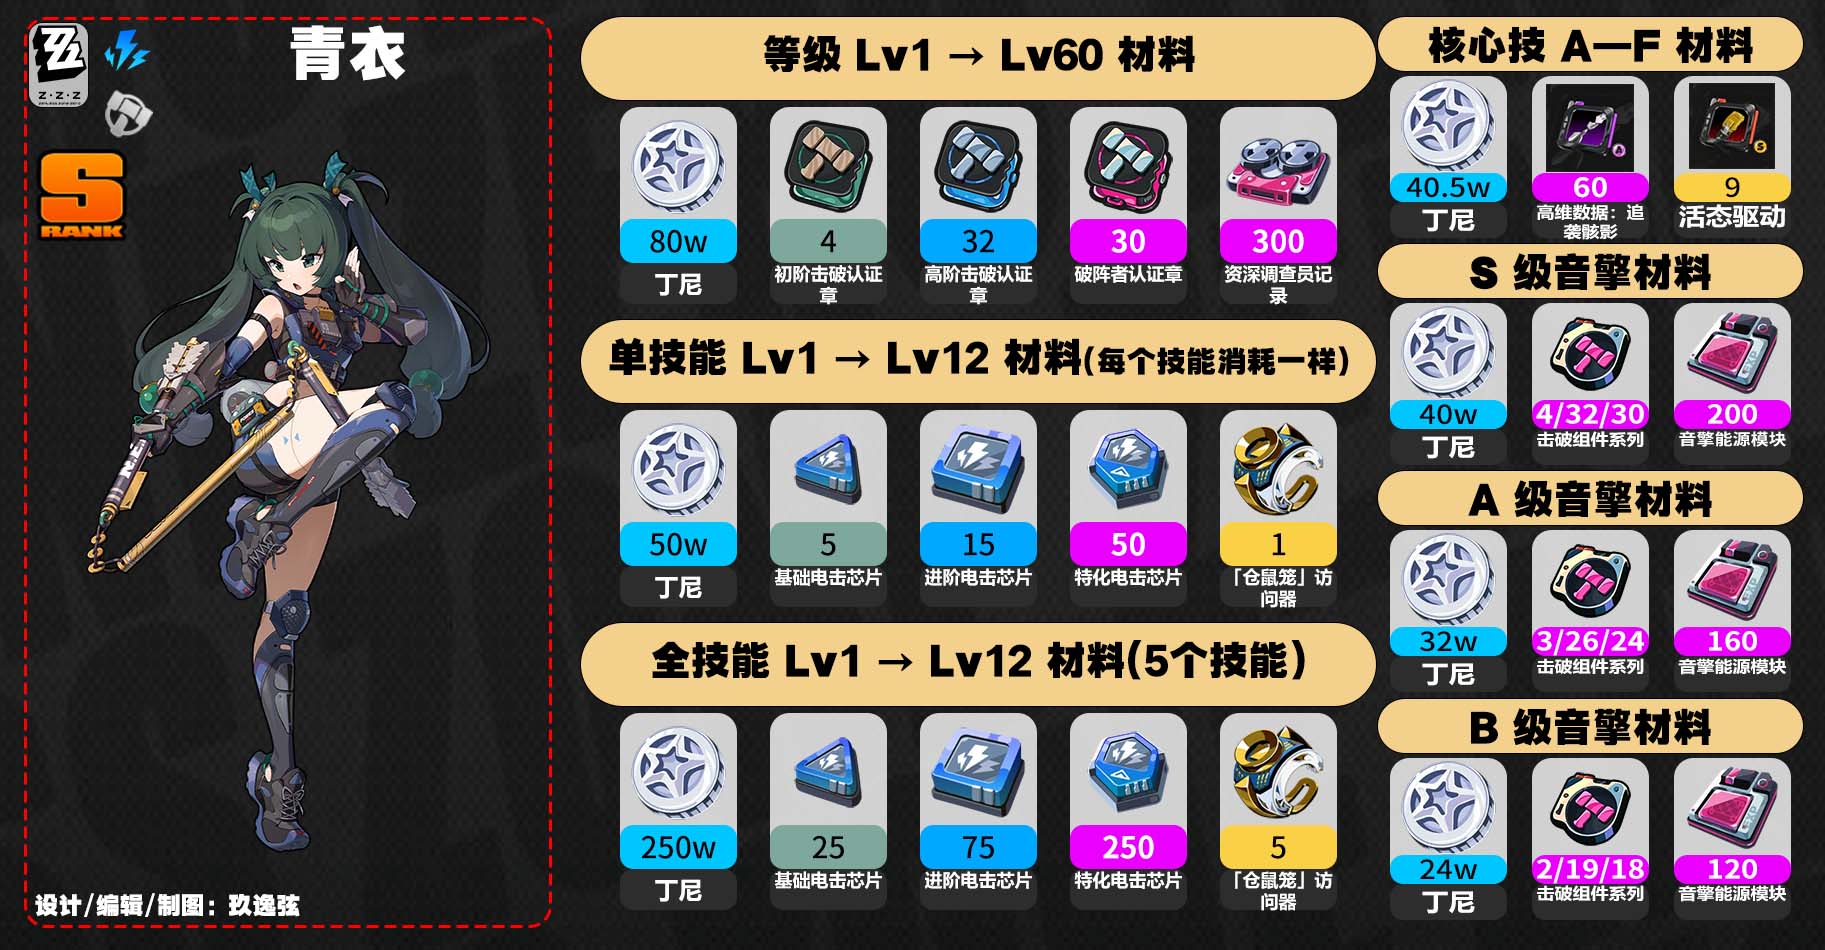 Z·Z·Z
青衣
S
RANK
设计/编辑/制图：玖逸弦
等级 Lv1 → Lv60 材料
80w
丁尼
4
初阶击破认证
章
32
高阶击破认证
章
30
破阵者认证章
300
资深调查员记
录
单技能 Lv1 → Lv12 材料(每个技能消耗一样)
50w
丁尼
5
基础电击芯片
15
进阶电击芯片
50
特化电击芯片
1
「仓鼠笼」访
问器
全技能 Lv1 → Lv12 材料(5个技能)
250w
丁尼
25
基础电击芯片
75
进阶电击芯片
250
特化电击芯片
5
「仓鼠笼」访
问器
核心技 A—F 材料
40.5w
丁尼
60
高维数据：追
袭骸影
9
活态驱动
S 级音擎材料
40w
丁尼
4/32/30
击破组件系列
200
音擎能源模块
A 级音擎材料
32w
丁尼
3/26/24
击破组件系列
160
音擎能源模块
B 级音擎材料
24w
丁尼
2/19/18
击破组件系列
120
音擎能源模块